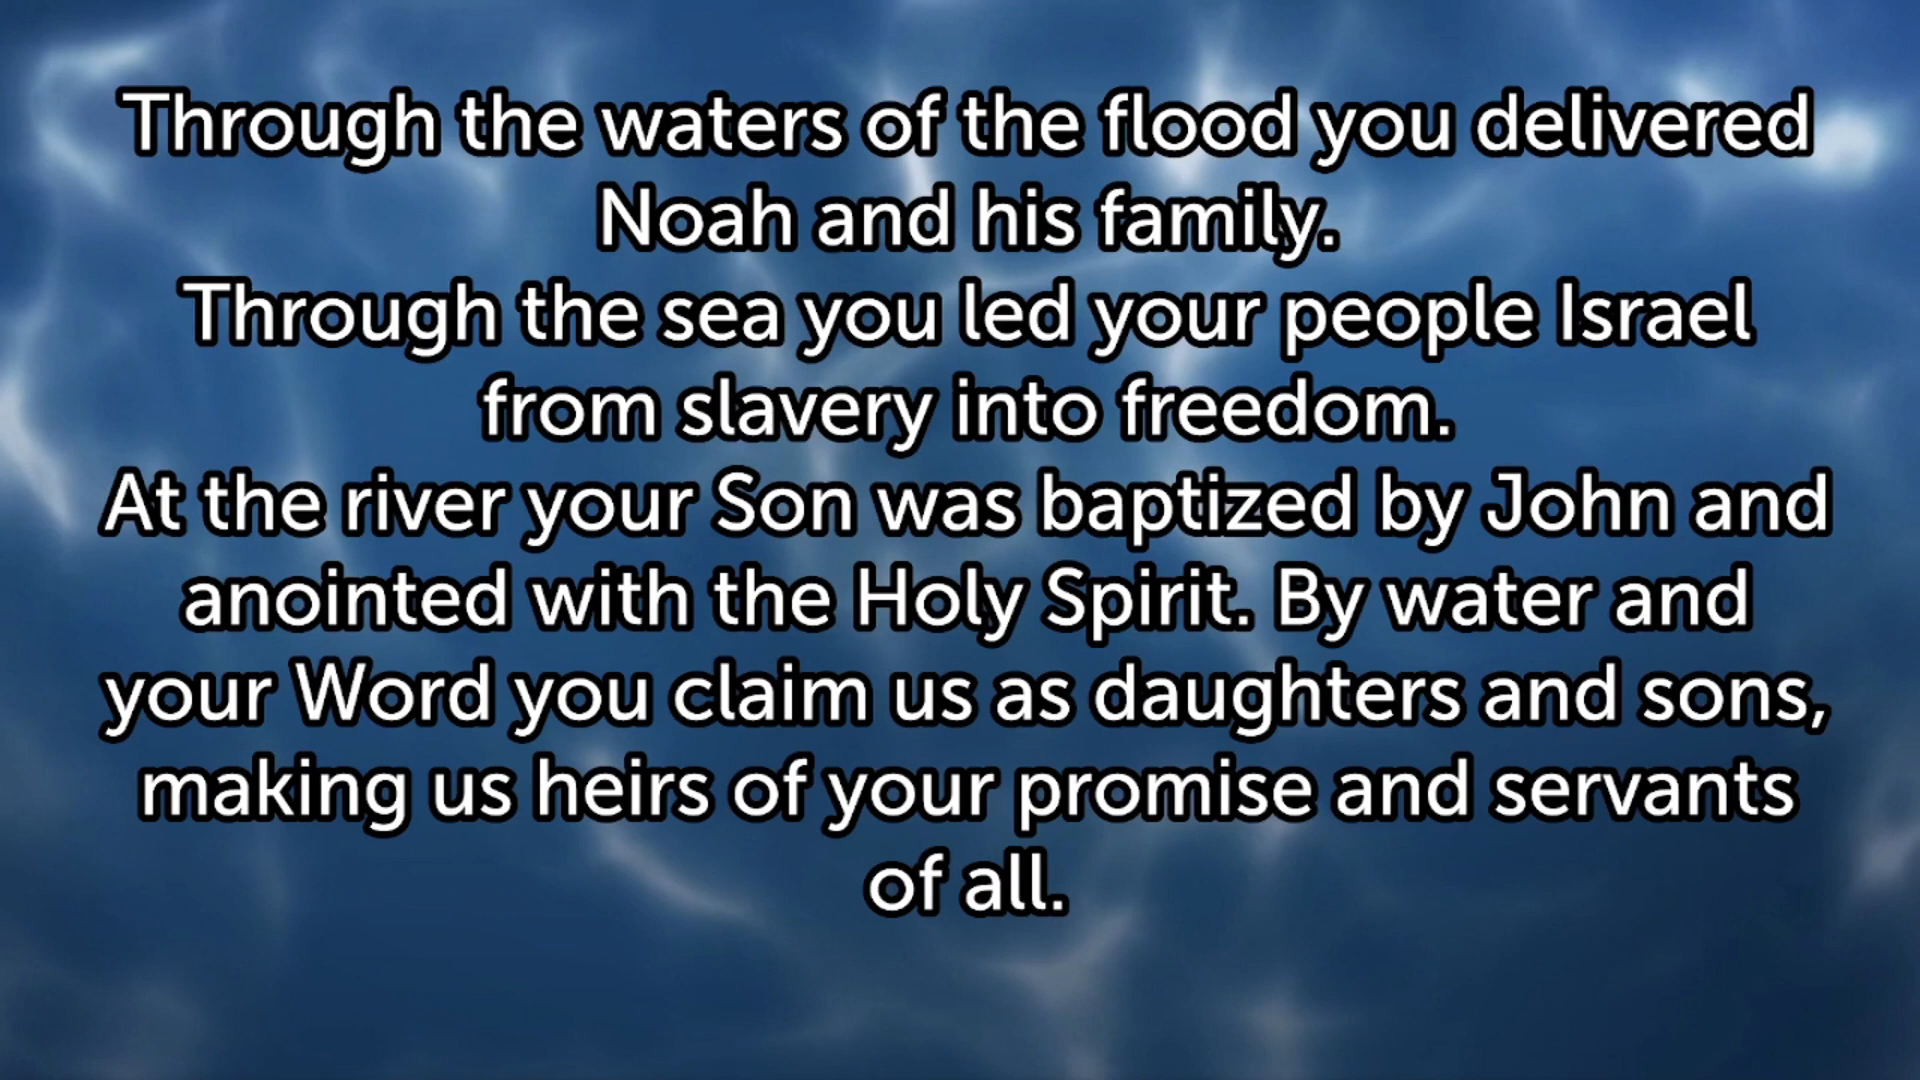 Through the waters of the flood you delivered
Noah and his family.
Through the sea you led your people Israel
from slavery into freedom.
At the river your Son was baptized by John and
anointed with the Holy Spirit. By water and
your Word you claim us as daughters and sons,
making us heirs of your promise and servants
of all.